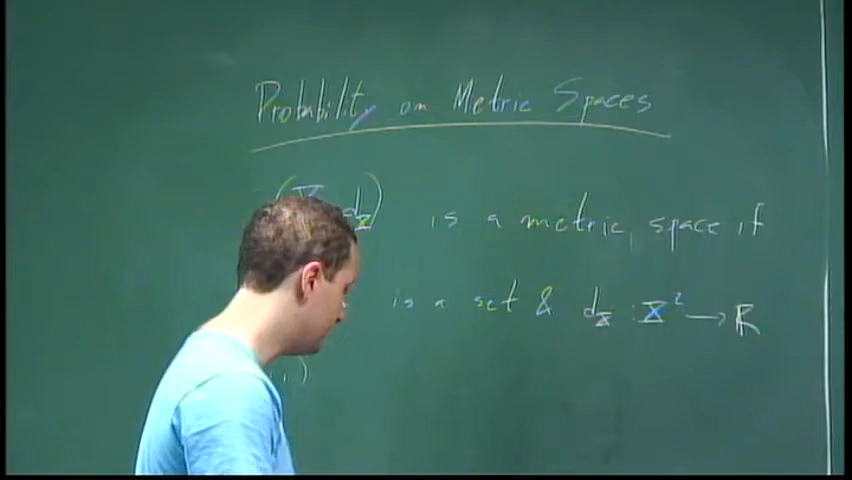 Probability on Metric Spaces
(X, d_X) is a metric space if
is a set & d_X : X² → R